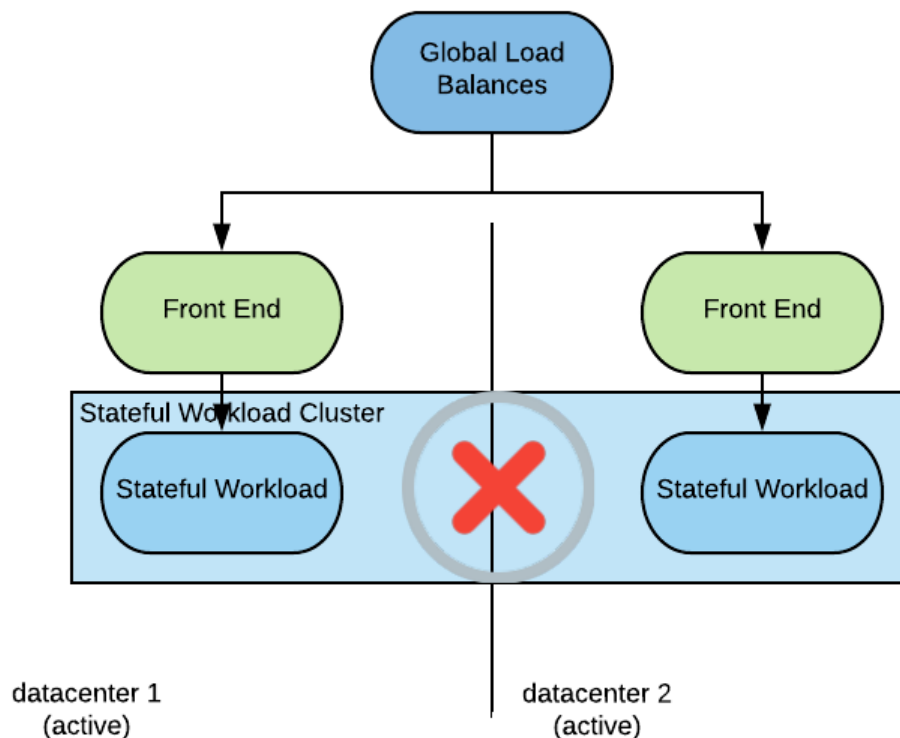 Global Load
Balances
Front End
Front End
Stateful Workload Cluster
Stateful Workload
Stateful Workload
datacenter 1
(active)
datacenter 2
(active)